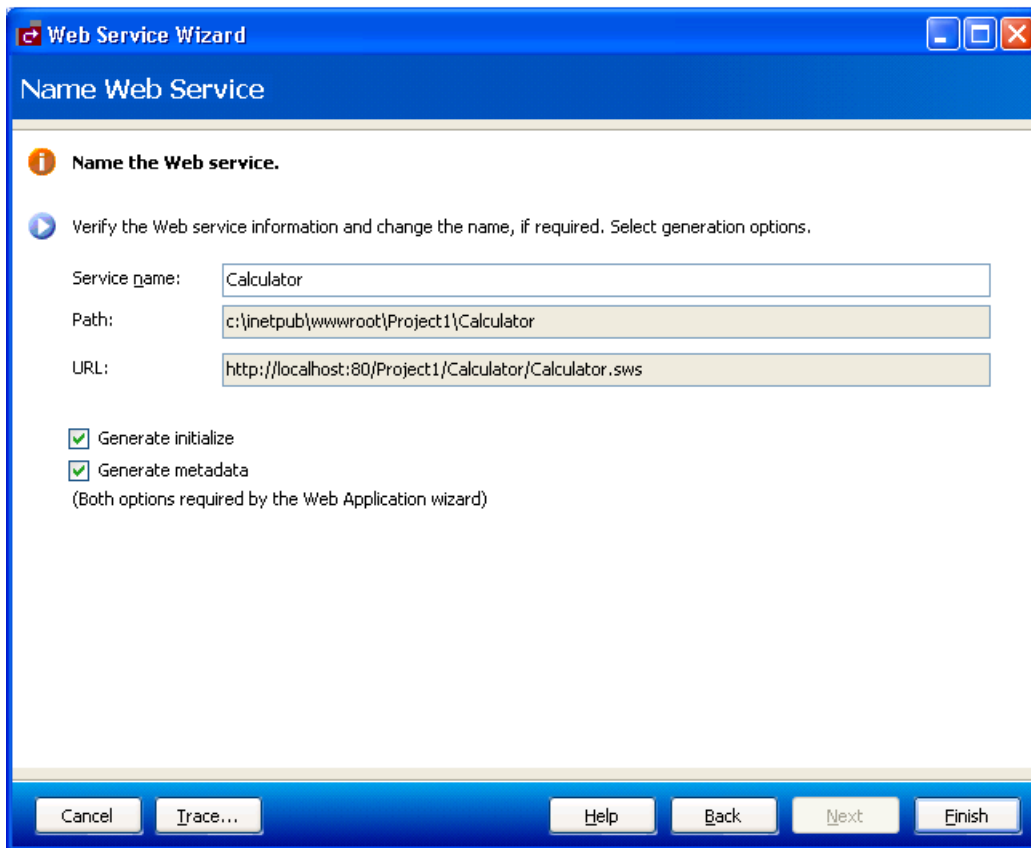 Web Service Wizard
Name Web Service
Name the Web service.
Verify the Web service information and change the name, if required. Select generation options.
Service name: Calculator
Path: c:\inetpub\wwwroot\Project1\Calculator
URL: http://localhost:80/Project1/Calculator/Calculator.sws
Generate initialize
Generate metadata
(Both options required by the Web Application wizard)
Cancel Trace... Help Back Next Finish